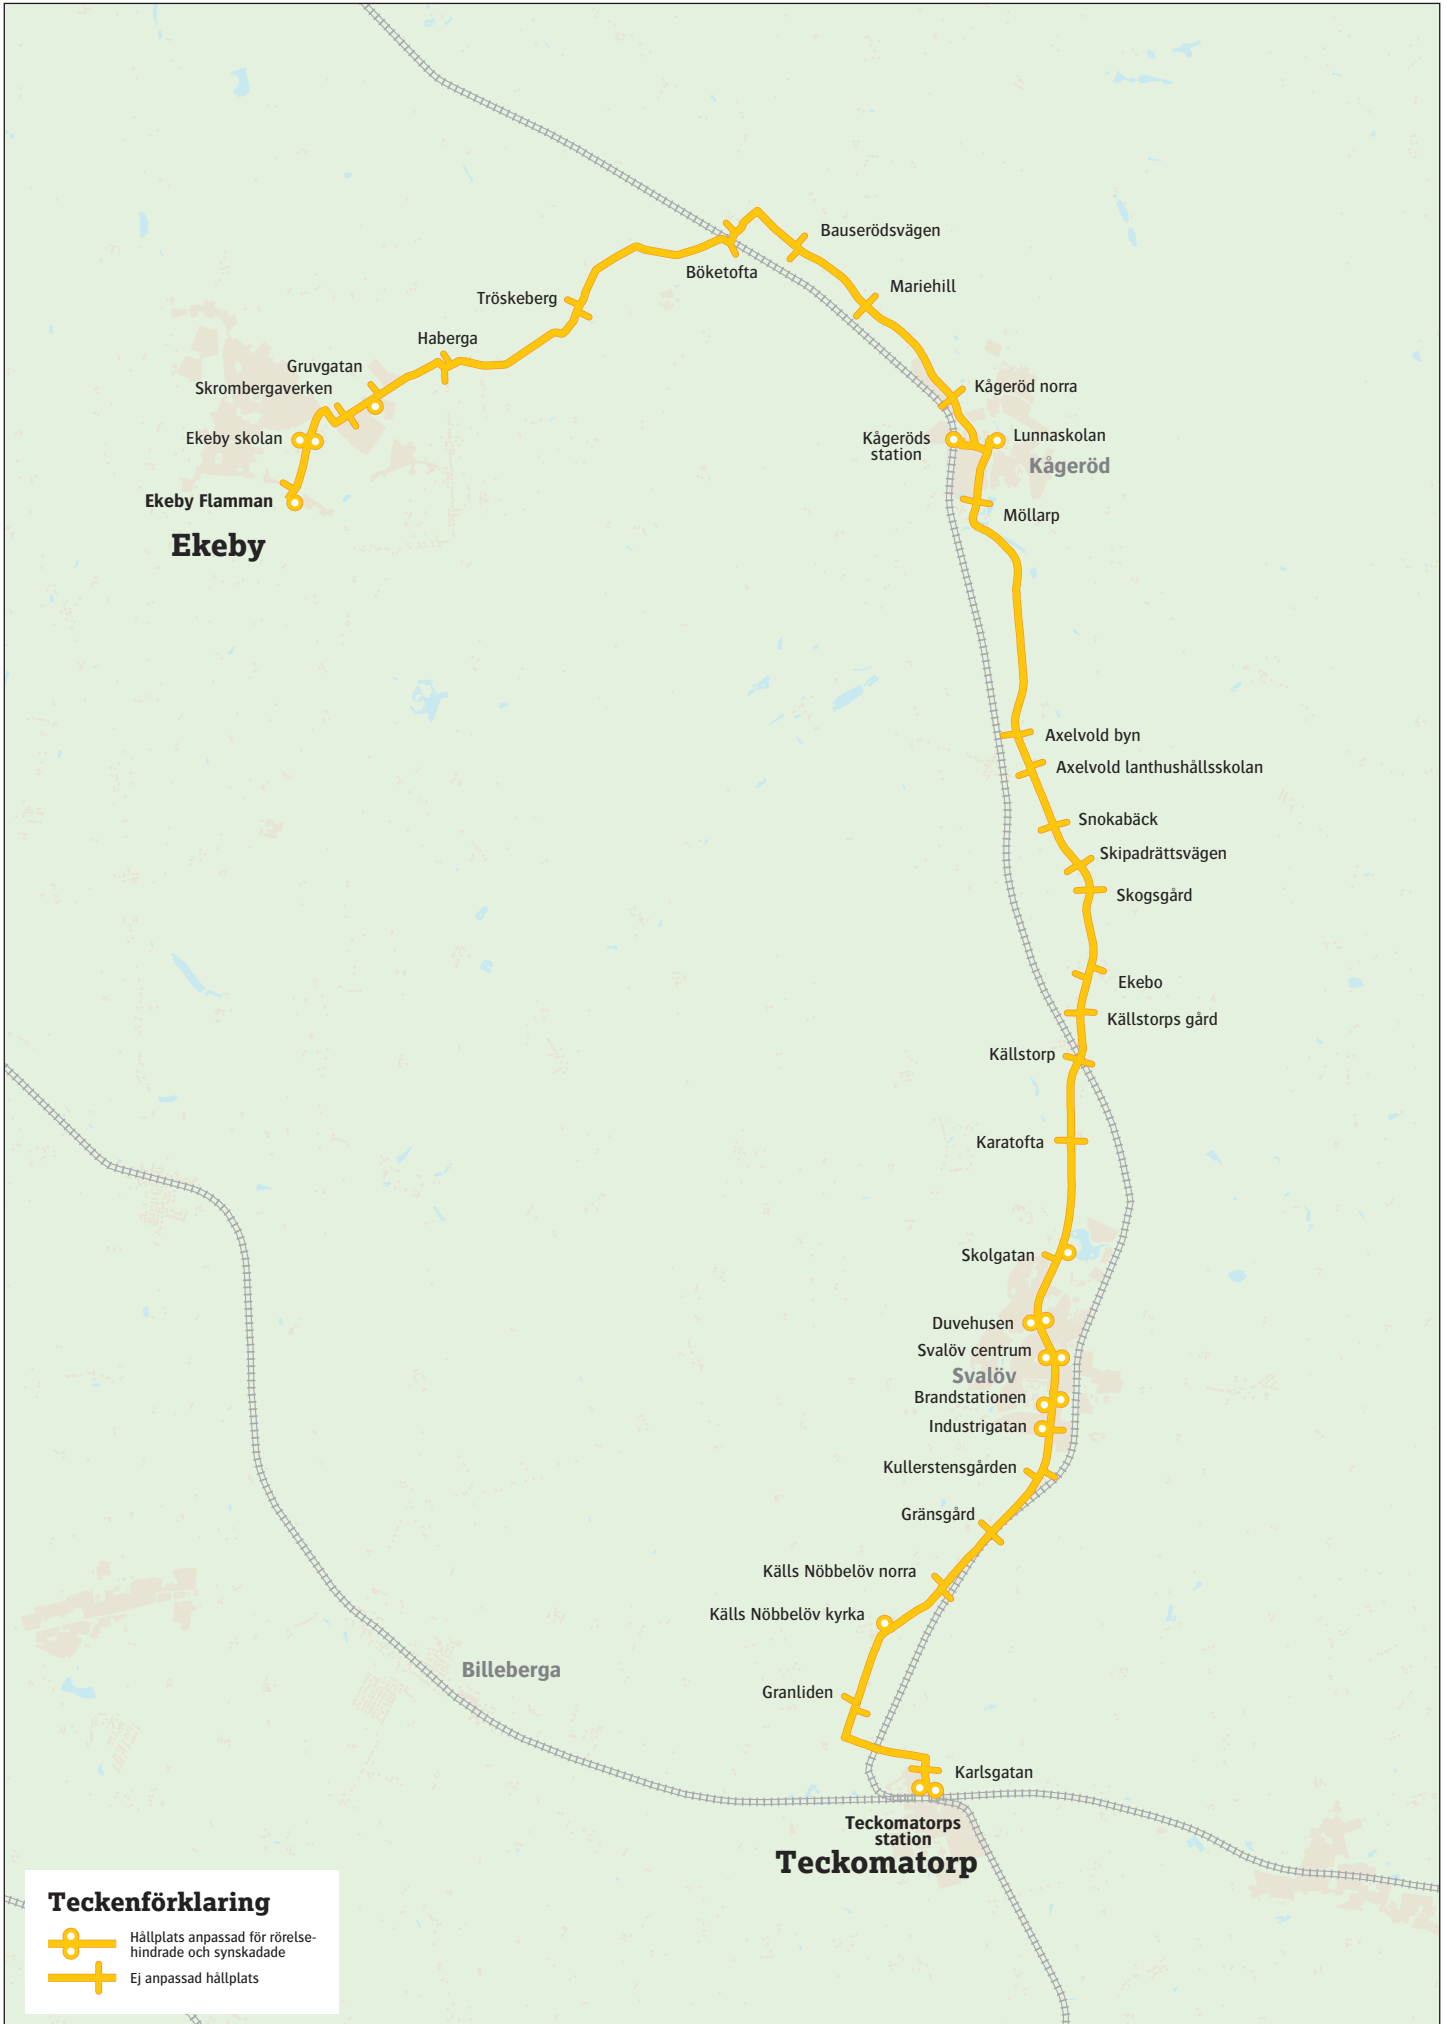 Bauserödsvägen
Böketofta
Mariehill
Tröskeberg
Haberga
Gruvgatan
Skrombergaverken
Kågeröd norra
Ekeby skolan
Kågeröds
station
Lunnaskolan
Kågeröd
Ekeby Flamman
Möllarp
Ekeby
Axelvold byn
Axelvold lanthushållsskolan
Snokabäck
Skipadrättsvägen
Skogsgård
Ekebo
Källstorps gård
Källstorp
Karatofta
Skolgatan
Duvehusen
Svalöv centrum
Svalöv
Brandstationen
Industrigatan
Kullerstensgården
Gränsgård
Källs Nöbbelöv norra
Källs Nöbbelöv kyrka
Billeberga
Granliden
Karlsgatan
Teckomatorps
station
Teckomatorp
Teckenförklaring
Hållplats anpassad för rörelse-
hindrade och synskadade
Ej anpassad hållplats